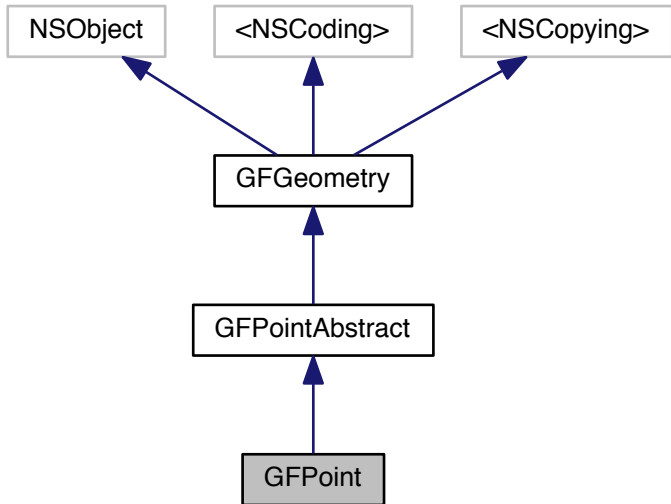 NSObject
<NSCoding>
<NSCopying>
GFGeometry
GFPointAbstract
GFPoint